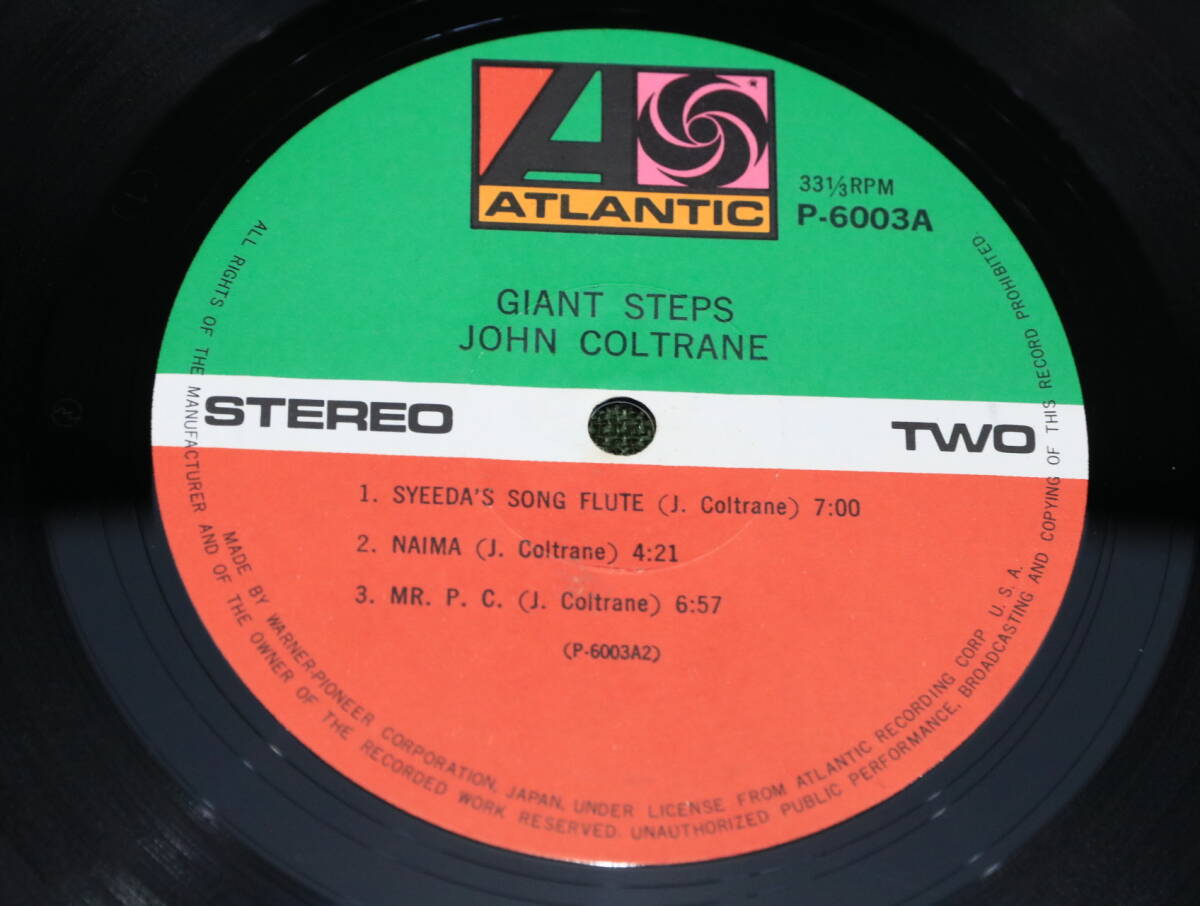 ATLANTIC
33⅓RPM
P-6003A
GIANT STEPS
JOHN COLTRANE
STEREO
TWO
1. SYEEDA'S SONG FLUTE (J. Coltrane) 7:00
2. NAIMA (J. Coltrane) 4:21
3. MR. P. C. (J. Coltrane) 6:57
(P-6003A2)
MADE BY WARNER-PIONEER CORPORATION, JAPAN, UNDER LICENSE FROM ATLANTIC RECORDING CORP. U. S. A.
ALL RIGHTS OF THE MANUFACTURER AND OF THE OWNER OF THE RECORDED WORK RESERVED. UNAUTHORIZED PUBLIC PERFORMANCE, BROADCASTING AND COPYING OF THIS RECORD PROHIBITED.